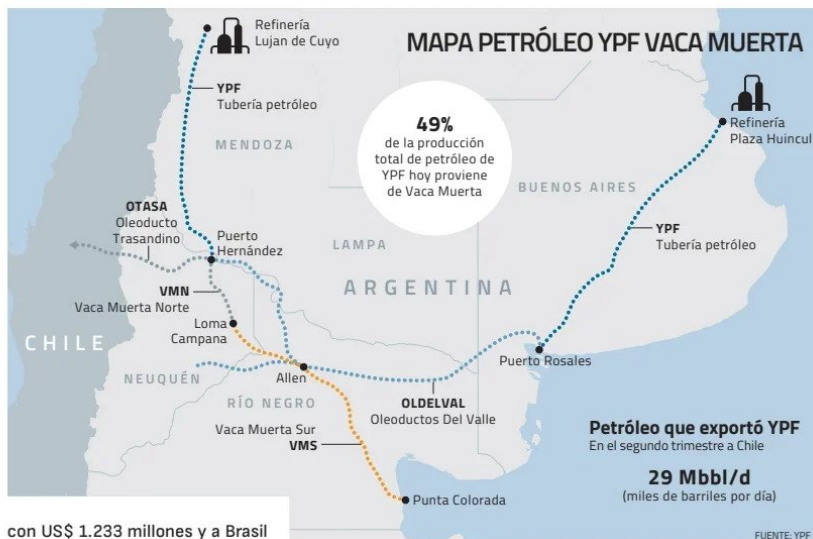 MAPA PETRÓLEO YPF VACA MUERTA
Refinería
Lujan de Cuyo
YPF
Tubería petróleo
MENDOZA
49%
de la producción
total de petróleo de
YPF hoy proviene
de Vaca Muerta
Refinería
Plaza Huincul
BUENOS AIRES
YPF
Tubería petróleo
OTASA
Oleoducto
Trasandino
Puerto
Hernández
LAMPA
ARGENTINA
VMN
Vaca Muerta Norte
Loma
Campana
CHILE
NEUQUÉN
Allen
Puerto Rosales
RÍO NEGRO
OLDELVAL
Oleoductos Del Valle
Vaca Muerta Sur
VMS
Punta Colorada
Petróleo que exportó YPF
En el segundo trimestre a Chile
29 Mbbl/d
(miles de barriles por día)
con US$ 1.233 millones y a Brasil
FUENTE: YPF